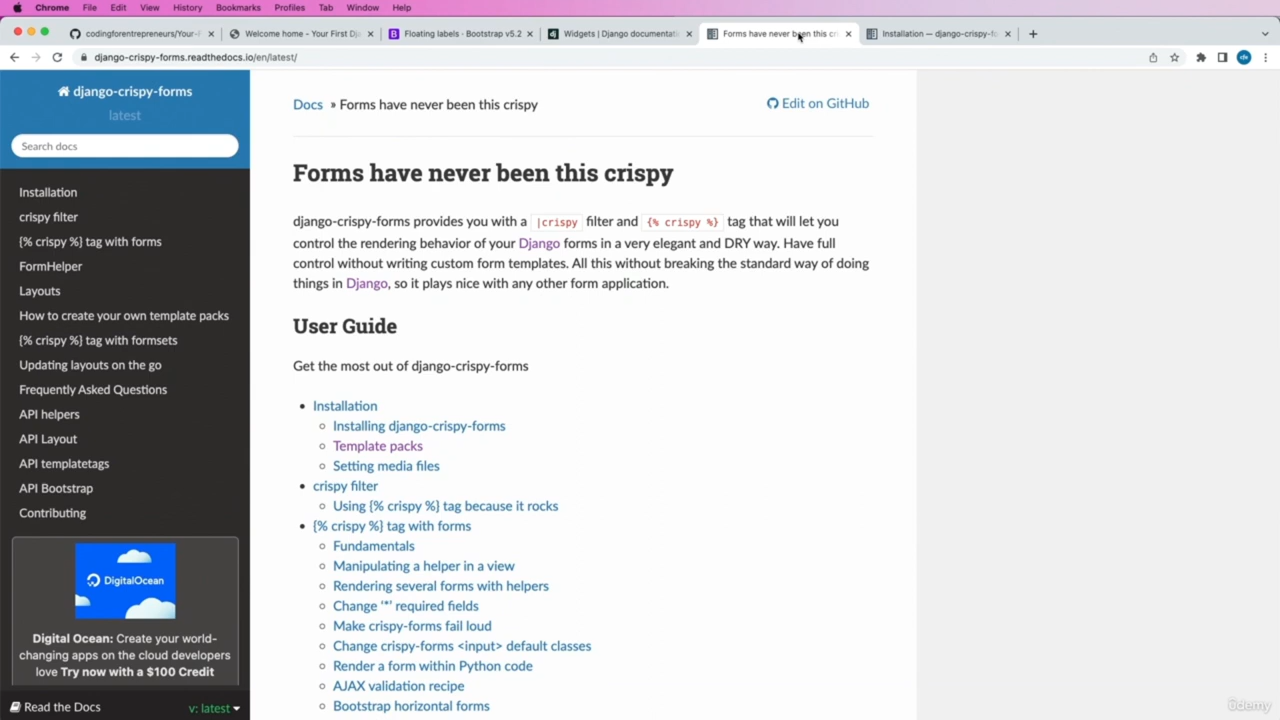 Chrome File Edit View History Bookmarks Profiles Tab Window Help
codingforentrepreneurs/Your-F
Welcome home - Your First Dj
Floating labels · Bootstrap v5.2
Widgets | Django documentati
Forms have never been this cri
Installation — django-crispy-fo
django-crispy-forms.readthedocs.io/en/latest/
django-crispy-forms
latest
Search docs
Installation
crispy filter
{% crispy %} tag with forms
FormHelper
Layouts
How to create your own template packs
{% crispy %} tag with formsets
Updating layouts on the go
Frequently Asked Questions
API helpers
API Layout
API templatetags
API Bootstrap
Contributing
DigitalOcean
Digital Ocean: Create your world-
changing apps on the cloud developers
love Try now with a $100 Credit
Read the Docs v: latest
Docs » Forms have never been this crispy
Edit on GitHub
Forms have never been this crispy
django-crispy-forms provides you with a |crispy filter and {% crispy %} tag that will let you
control the rendering behavior of your Django forms in a very elegant and DRY way. Have full
control without writing custom form templates. All this without breaking the standard way of doing
things in Django, so it plays nice with any other form application.
User Guide
Get the most out of django-crispy-forms
• Installation
Installing django-crispy-forms
Template packs
Setting media files
• crispy filter
Using {% crispy %} tag because it rocks
• {% crispy %} tag with forms
Fundamentals
Manipulating a helper in a view
Rendering several forms with helpers
Change ‘*’ required fields
Make crispy-forms fail loud
Change crispy-forms <input> default classes
Render a form within Python code
AJAX validation recipe
Bootstrap horizontal forms
ûdemy